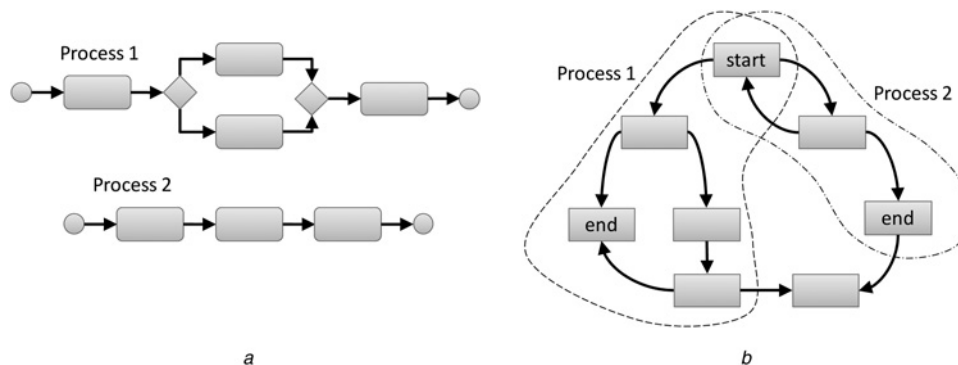 Process 1
Process 2
a
start
Process 1
Process 2
end
end
b